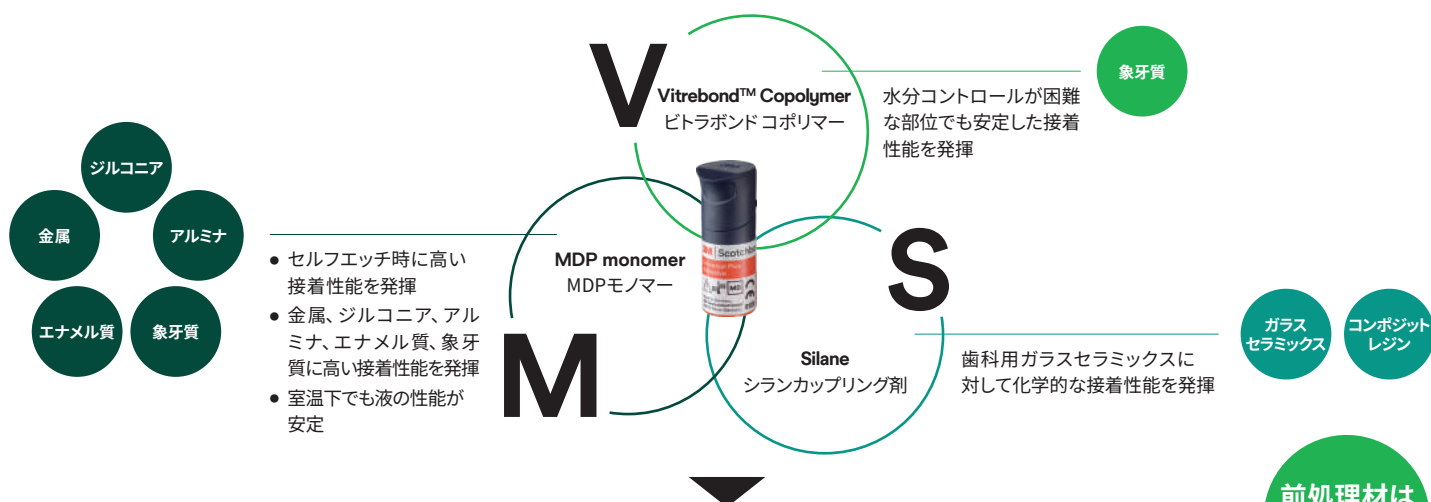 V
Vitrebond™ Copolymer
ビトラボンド コポリマー
水分コントロールが困難
な部位でも安定した接着
性能を発揮
象牙質
ジルコニア
金属
アルミナ
エナメル質
象牙質
● セルフエッチ時に高い
接着性能を発揮
● 金属、ジルコニア、アル
ミナ、エナメル質、象牙
質に高い接着性能を発揮
● 室温下でも液の性能が
安定
MDP monomer
MDPモノマー
M
3M Scotchbo
S
Silane
シランカップリング剤
歯科用ガラスセラミックスに
対して化学的な接着性能を発揮
ガラス
セラミックス
コンポジット
レジン
前処理材は